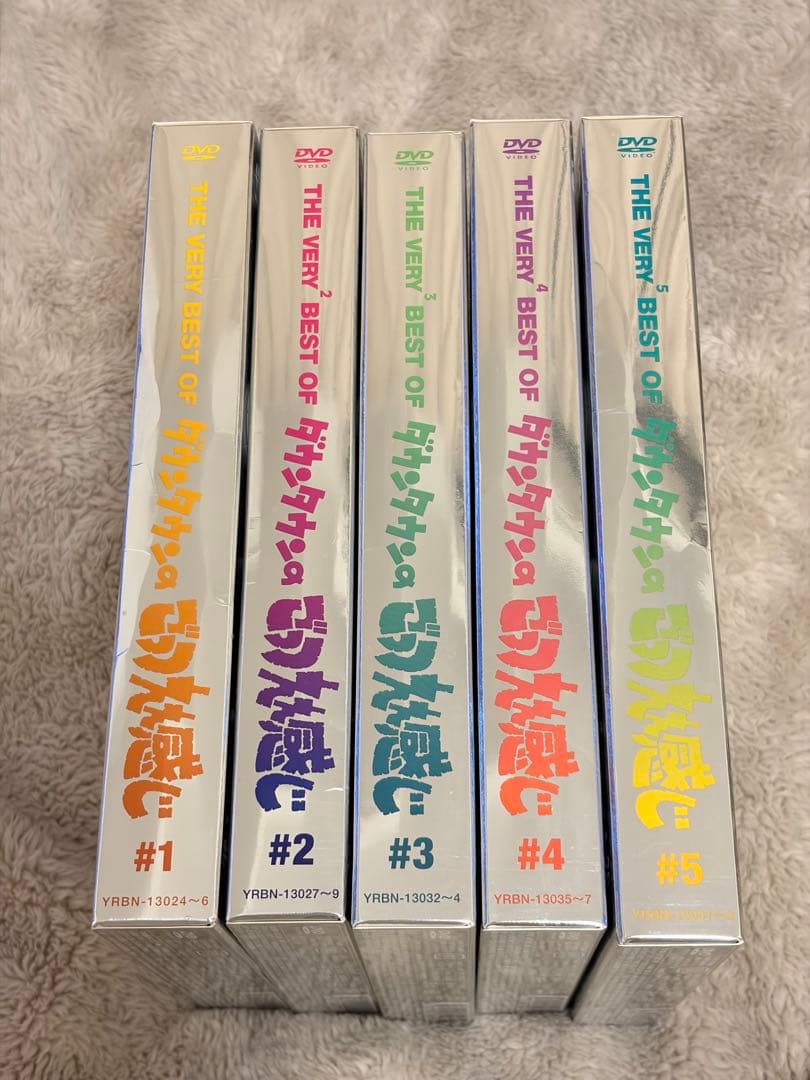 DVD
VIDEO
THE VERY BEST OF ダウンタウンの
ごっつええ感じ
#1
YRBN-13024〜6
DVD
VIDEO
THE VERY2 BEST OF ダウンタウンの
ごっつええ感じ
#2
YRBN-13027〜9
DVD
VIDEO
THE VERY3 BEST OF ダウンタウンの
ごっつええ感じ
#3
YRBN-13032〜4
DVD
VIDEO
THE VERY4 BEST OF ダウンタウンの
ごっつええ感じ
#4
YRBN-13035〜7
DVD
VIDEO
THE VERY5 BEST OF ダウンタウンの
ごっつええ感じ
#5